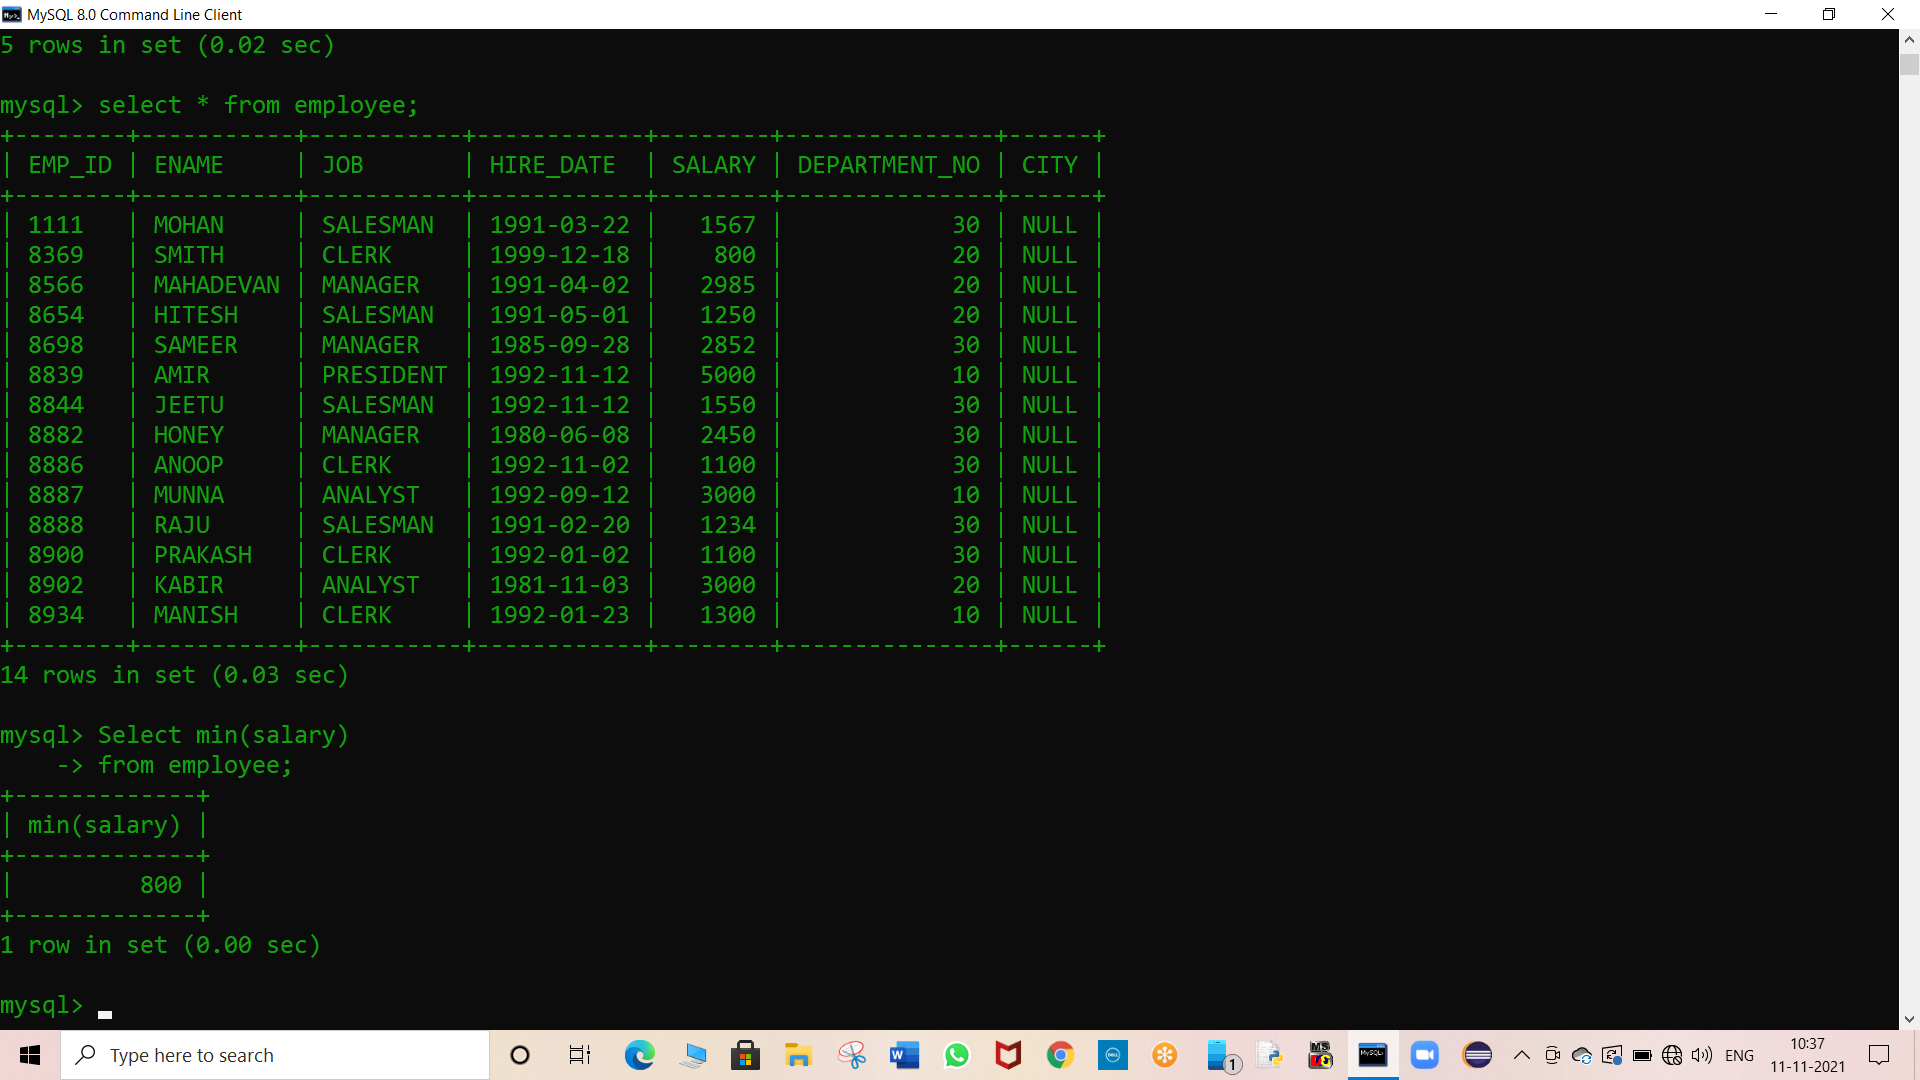 MySQL 8.0 Command Line Client
5 rows in set (0.02 sec)
mysql> select * from employee;
+--------+-----------+-----------+------------+--------+---------------+------+
| EMP_ID | ENAME     | JOB       | HIRE_DATE  | SALARY | DEPARTMENT_NO | CITY |
+--------+-----------+-----------+------------+--------+---------------+------+
| 1111   | MOHAN     | SALESMAN  | 1991-03-22 |   1567 |            30 | NULL |
| 8369   | SMITH     | CLERK     | 1999-12-18 |    800 |            20 | NULL |
| 8566   | MAHADEVAN | MANAGER   | 1991-04-02 |   2985 |            20 | NULL |
| 8654   | HITESH    | SALESMAN  | 1991-05-01 |   1250 |            20 | NULL |
| 8698   | SAMEER    | MANAGER   | 1985-09-28 |   2852 |            30 | NULL |
| 8839   | AMIR      | PRESIDENT | 1992-11-12 |   5000 |            10 | NULL |
| 8844   | JEETU     | SALESMAN  | 1992-11-12 |   1550 |            30 | NULL |
| 8882   | HONEY     | MANAGER   | 1980-06-08 |   2450 |            30 | NULL |
| 8886   | ANOOP     | CLERK     | 1992-11-02 |   1100 |            30 | NULL |
| 8887   | MUNNA     | ANALYST   | 1992-09-12 |   3000 |            10 | NULL |
| 8888   | RAJU      | SALESMAN  | 1991-02-20 |   1234 |            30 | NULL |
| 8900   | PRAKASH   | CLERK     | 1992-01-02 |   1100 |            30 | NULL |
| 8902   | KABIR     | ANALYST   | 1981-11-03 |   3000 |            20 | NULL |
| 8934   | MANISH    | CLERK     | 1992-01-23 |   1300 |            10 | NULL |
+--------+-----------+-----------+------------+--------+---------------+------+
14 rows in set (0.03 sec)
mysql> Select min(salary)
    -> from employee;
+-------------+
| min(salary) |
+-------------+
|         800 |
+-------------+
1 row in set (0.00 sec)
mysql>
Type here to search
1
ENG
10:37
11-11-2021